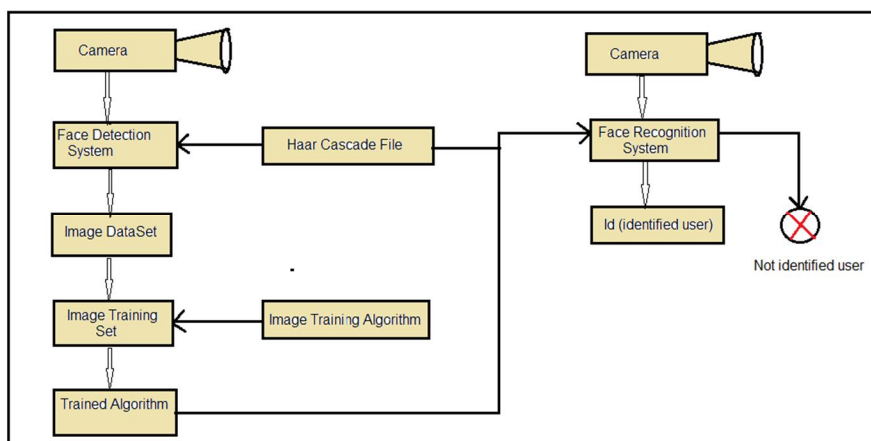 Camera
Face Detection
System
Haar Cascade File
Image DataSet
Image Training
Set
Image Training Algorithm
Trained Algorithm
Camera
Face Recognition
System
Id (identified user)
Not identified user